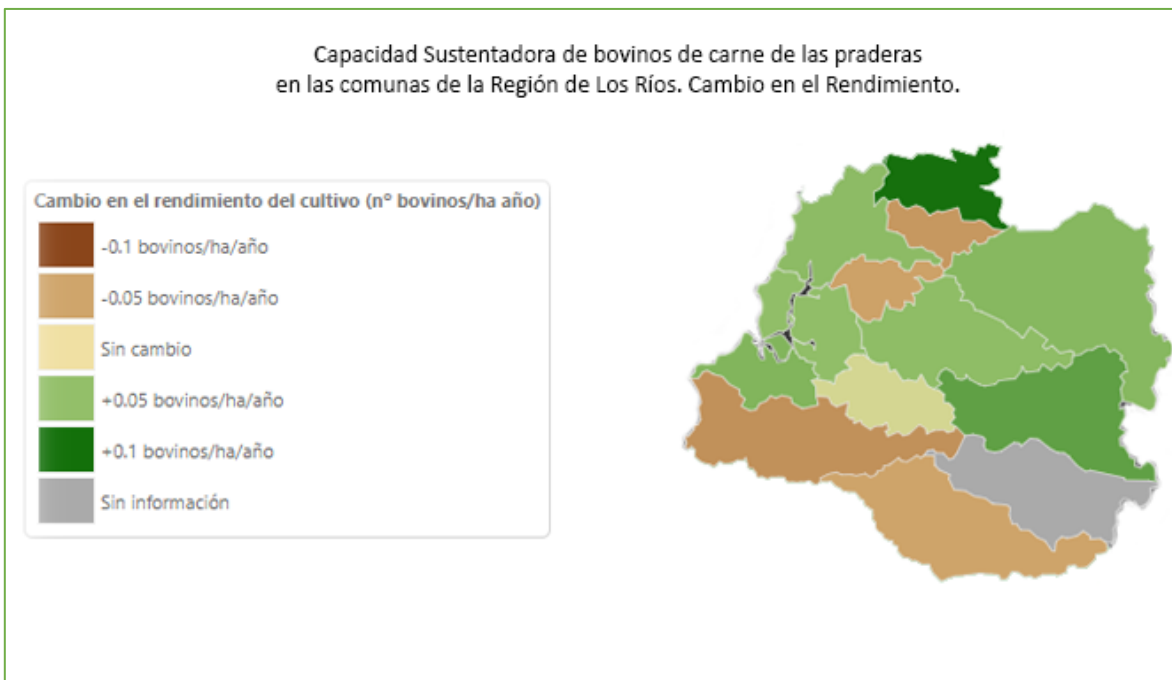 Capacidad Sustentadora de bovinos de carne de las praderas
en las comunas de la Región de Los Ríos. Cambio en el Rendimiento.
Cambio en el rendimiento del cultivo (n° bovinos/ha año)
-0.1 bovinos/ha/año
-0.05 bovinos/ha/año
Sin cambio
+0.05 bovinos/ha/año
+0.1 bovinos/ha/año
Sin información